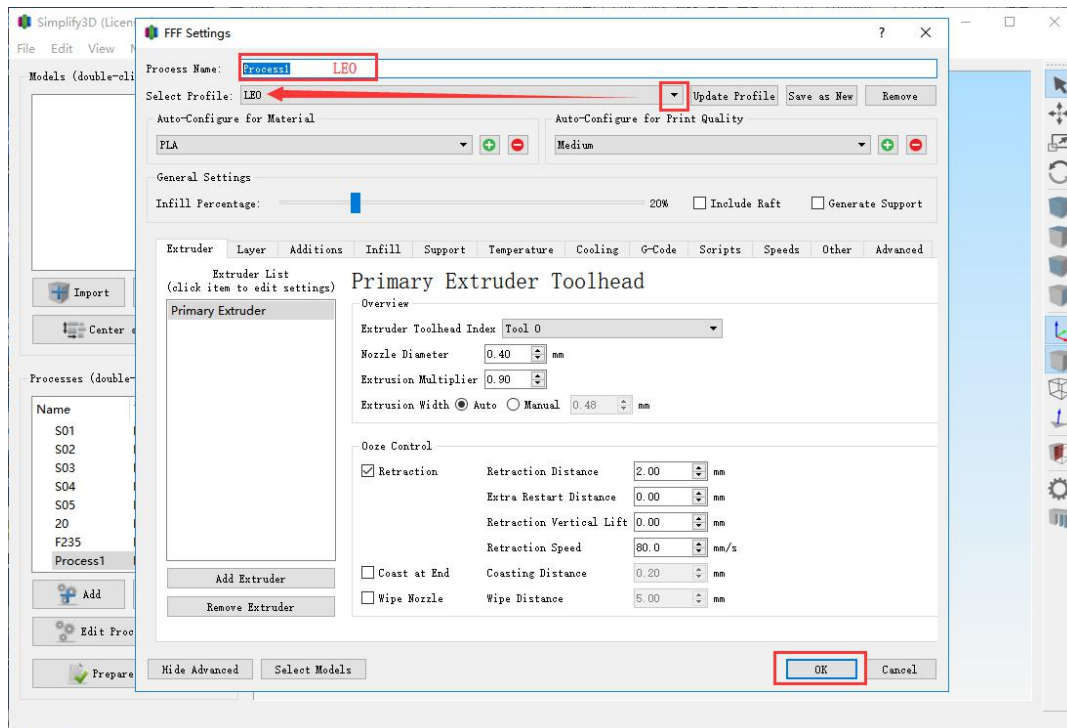 Simplify3D (Licen
FFF Settings
?
File Edit View
Models (double-cli
Process Name: Process1 LEO
Select Profile: LEO Update Profile Save as New Remove
Auto-Configure for Material
Auto-Configure for Print Quality
PLA
Medium
General Settings
Infill Percentage: 20% Include Raft Generate Support
Extruder Layer Additions Infill Support Temperature Cooling G-Code Scripts Speeds Other Advanced
Extruder List
(click item to edit settings)
Primary Extruder
Primary Extruder Toolhead
Overview
Extruder Toolhead Index Tool 0
Nozzle Diameter 0.40 mm
Extrusion Multiplier 0.90
Extrusion Width Auto Manual 0.48 mm
Ooze Control
Retraction Retraction Distance 2.00 mm
Extra Restart Distance 0.00 mm
Retraction Vertical Lift 0.00 mm
Retraction Speed 80.0 mm/s
Coast at End Coasting Distance 0.20 mm
Wipe Nozzle Wipe Distance 5.00 mm
Add Extruder
Remove Extruder
Hide Advanced Select Models OK Cancel
Import
Center
Processes (double-
Name
S01
S02
S03
S04
S05
20
F235
Process1
Add
Edit Proc
Prepare